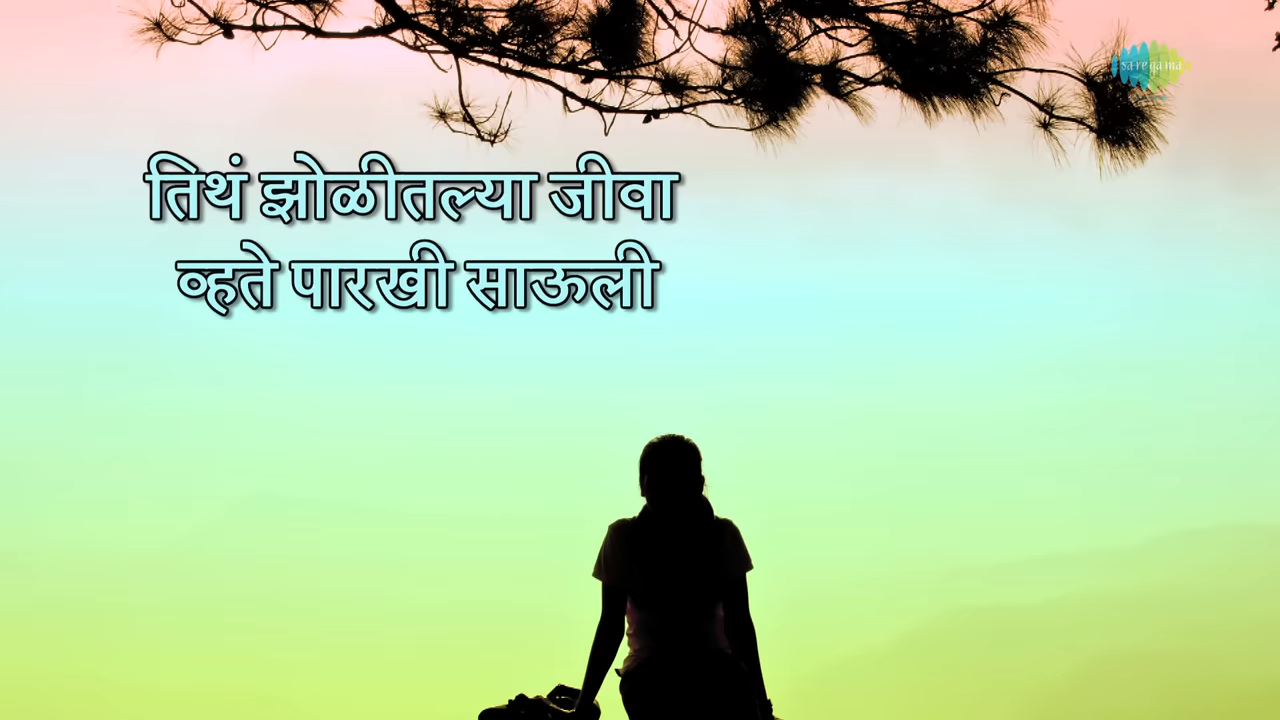 saregama
तिथं झोळीतल्या जीवा
व्हते पारखी साऊली